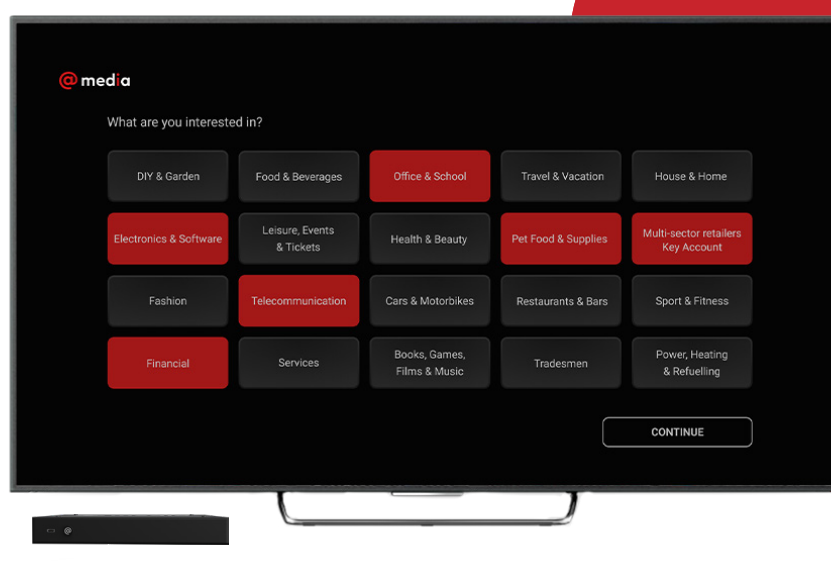 @media
What are you interested in?
DIY & Garden
Food & Beverages
Office & School
Travel & Vacation
House & Home
Electronics & Software
Leisure, Events
& Tickets
Health & Beauty
Pet Food & Supplies
Multi-sector retailers
Key Account
Fashion
Telecommunication
Cars & Motorbikes
Restaurants & Bars
Sport & Fitness
Financial
Services
Books, Games,
Films & Music
Tradesmen
Power, Heating
& Refuelling
CONTINUE
@